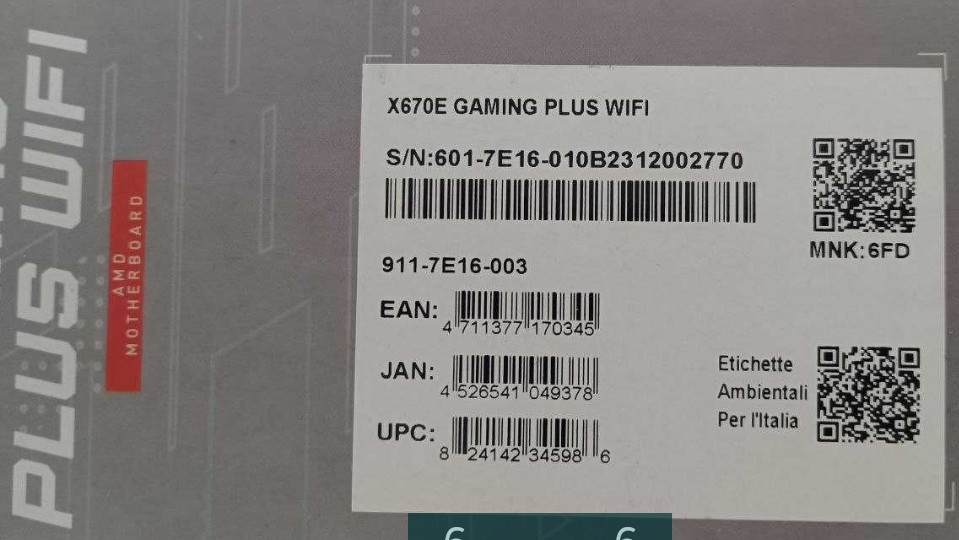 PLUS WIFI
AMD
MOTHERBOARD
X670E GAMING PLUS WIFI
S/N:601-7E16-010B2312002770
MNK:6FD
911-7E16-003
EAN:
4 711377 170345
JAN:
4 526541 049378
UPC:
8 24142 34598 6
Etichette
Ambientali
Per l'Italia